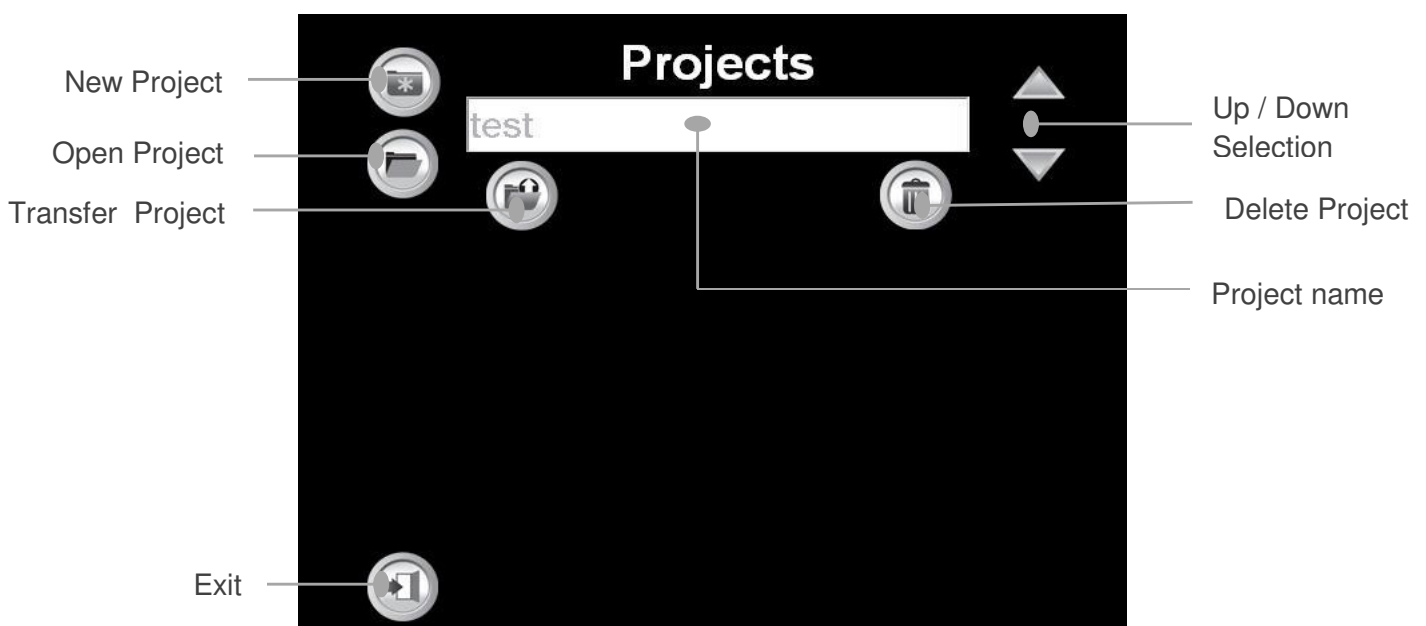 Projects
New Project
test
Up / Down
Selection
Open Project
Transfer Project
Delete Project
Project name
Exit